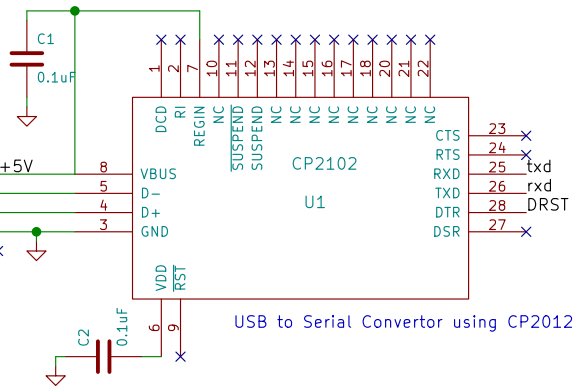 C1
0.1uF
1
2
7
10
11
12
13
14
15
16
17
18
20
21
22
DCD
RI
REGIN
NC
SUSPEND
SUSPEND
NC
NC
NC
NC
NC
NC
NC
NC
NC
CP2102
U1
+5V
8 VBUS
5 D-
4 D+
3 GND
CTS 23
RTS 24
RXD 25 txd
TXD 26 rxd
DTR 28 DRST
DSR 27
VDD
RST
6
9
C2
0.1uF
USB to Serial Convertor using CP2012